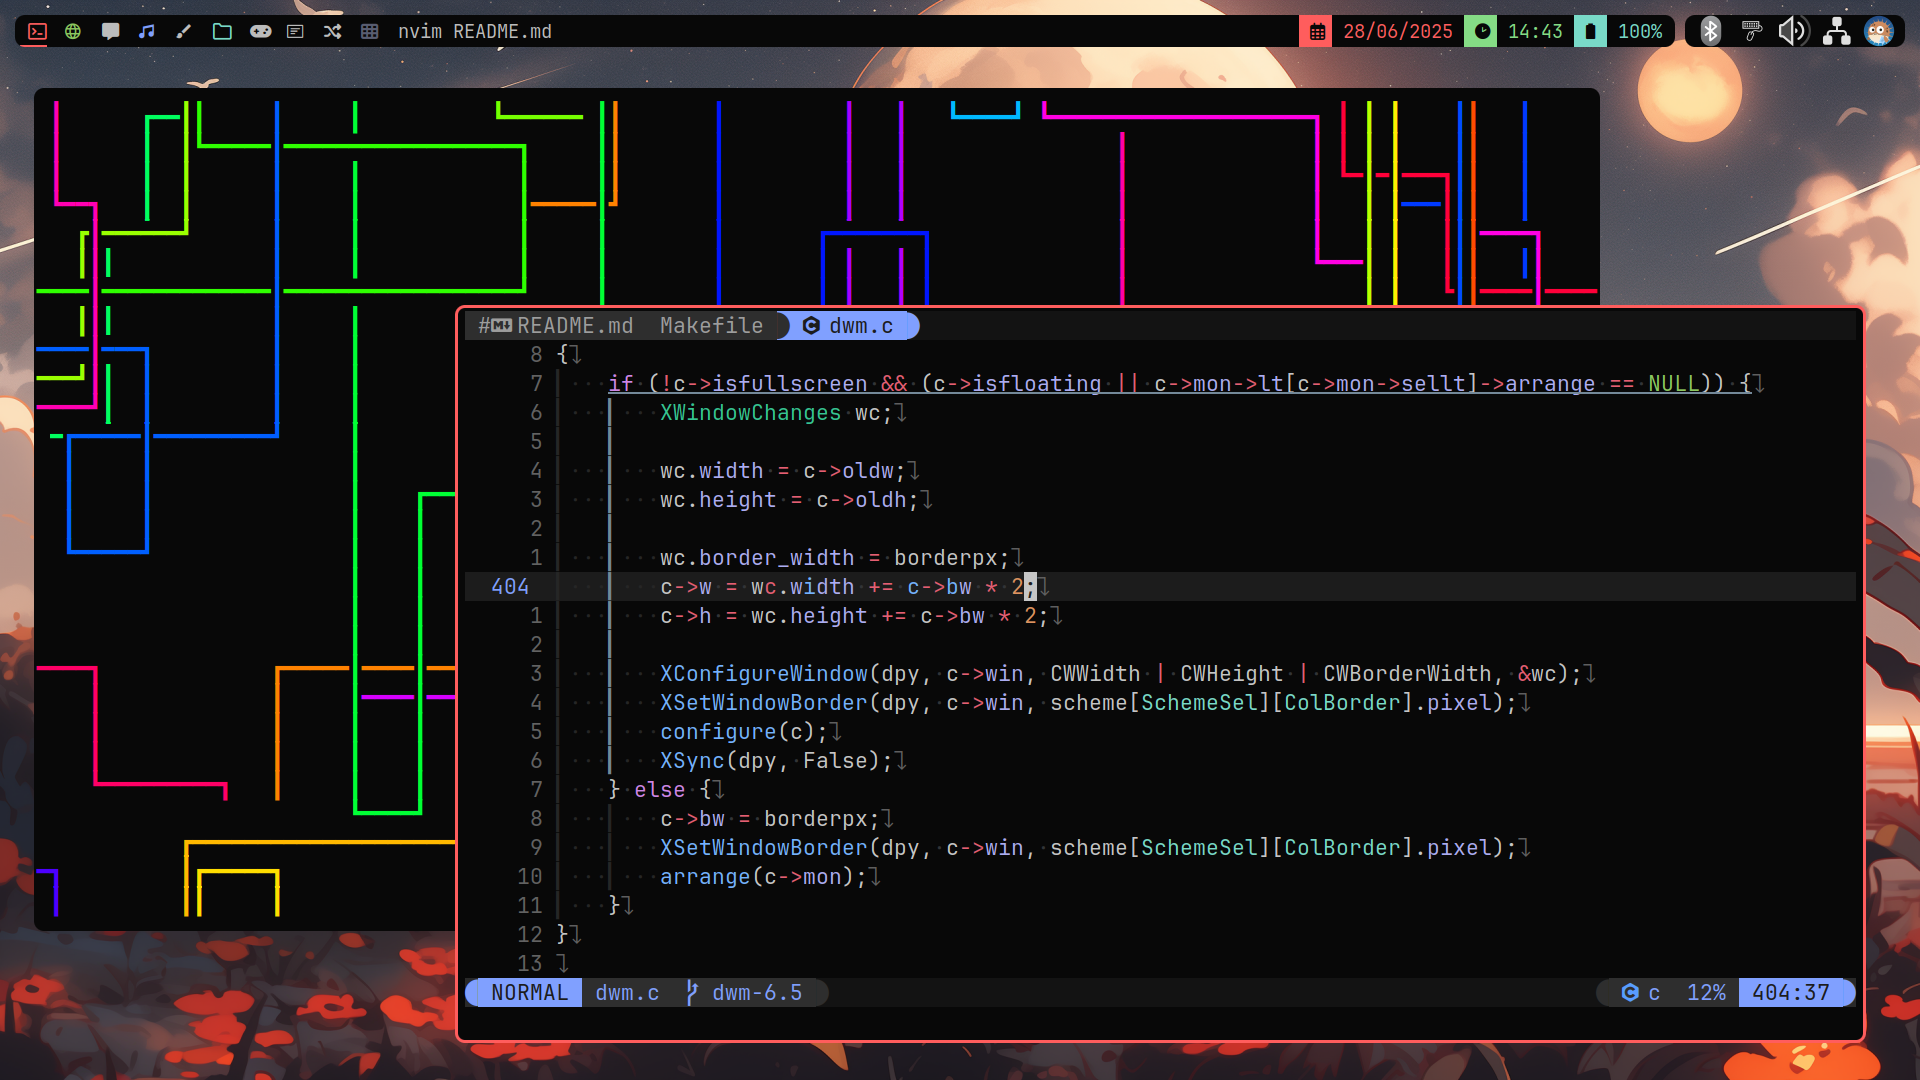 nvim README.md
28/06/2025
14:43
100%
#README.md Makefile dwm.c
8 {
7 if (!c->isfullscreen && (c->isfloating || c->mon->lt[c->mon->sellt]->arrange == NULL)) {
6 XWindowChanges wc;
5
4 wc.width = c->oldw;
3 wc.height = c->oldh;
2
1 wc.border_width = borderpx;
404 c->w = wc.width += c->bw * 2;
1 c->h = wc.height += c->bw * 2;
2
3 XConfigureWindow(dpy, c->win, CWWidth | CWHeight | CWBorderWidth, &wc);
4 XSetWindowBorder(dpy, c->win, scheme[SchemeSel][ColBorder].pixel);
5 configure(c);
6 XSync(dpy, False);
7 } else {
8 c->bw = borderpx;
9 XSetWindowBorder(dpy, c->win, scheme[SchemeSel][ColBorder].pixel);
10 arrange(c->mon);
11 }
12 }
13
NORMAL dwm.c dwm-6.5 c 12% 404:37